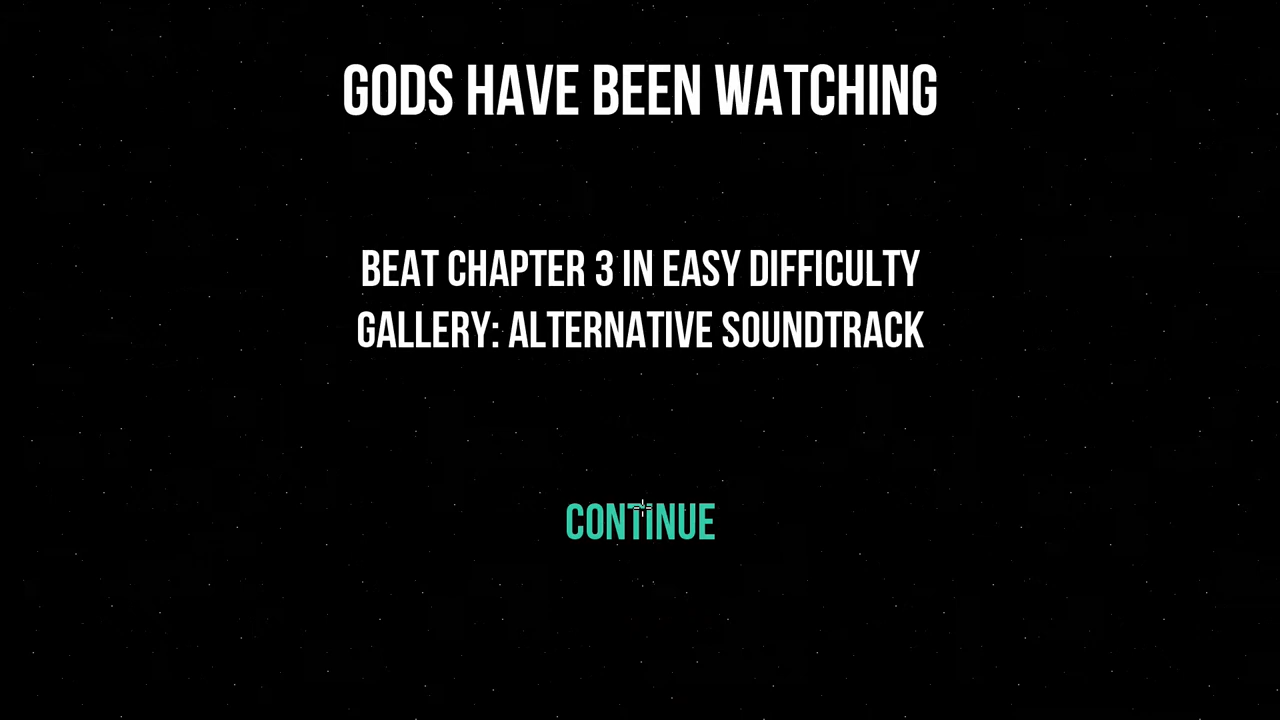 GODS HAVE BEEN WATCHING
BEAT CHAPTER 3 IN EASY DIFFICULTY
GALLERY: ALTERNATIVE SOUNDTRACK
CONTINUE